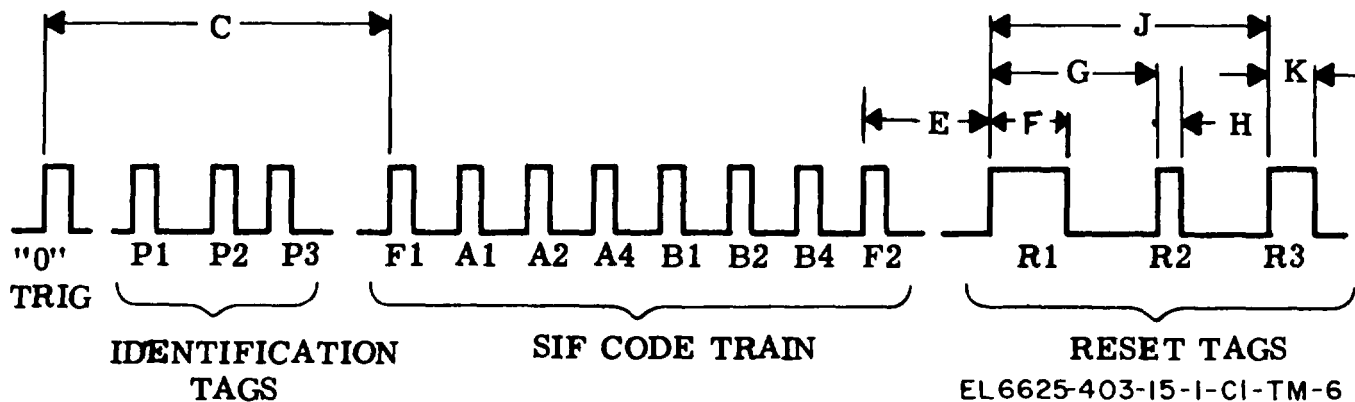 C J
G K
E F H
"0" P1 P2 P3 F1 A1 A2 A4 B1 B2 B4 F2 R1 R2 R3
TRIG
IDENTIFICATION
TAGS
SIF CODE TRAIN
RESET TAGS
EL6625-403-15-1-C1-TM-6